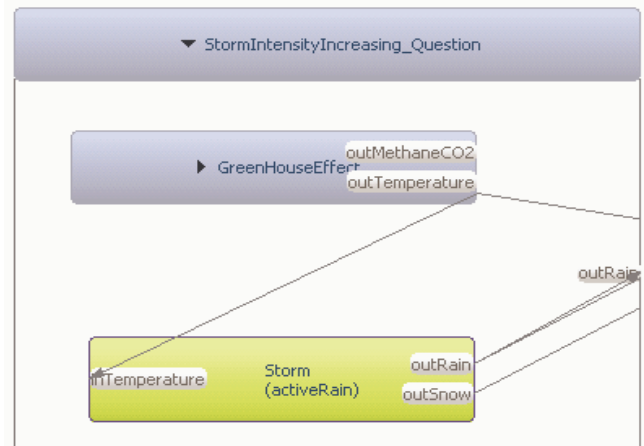 StormIntensityIncreasing_Question
outMethaneCO2
GreenHouseEffect
outTemperature
outRain
inTemperature
Storm
(activeRain)
outRain
outSnow